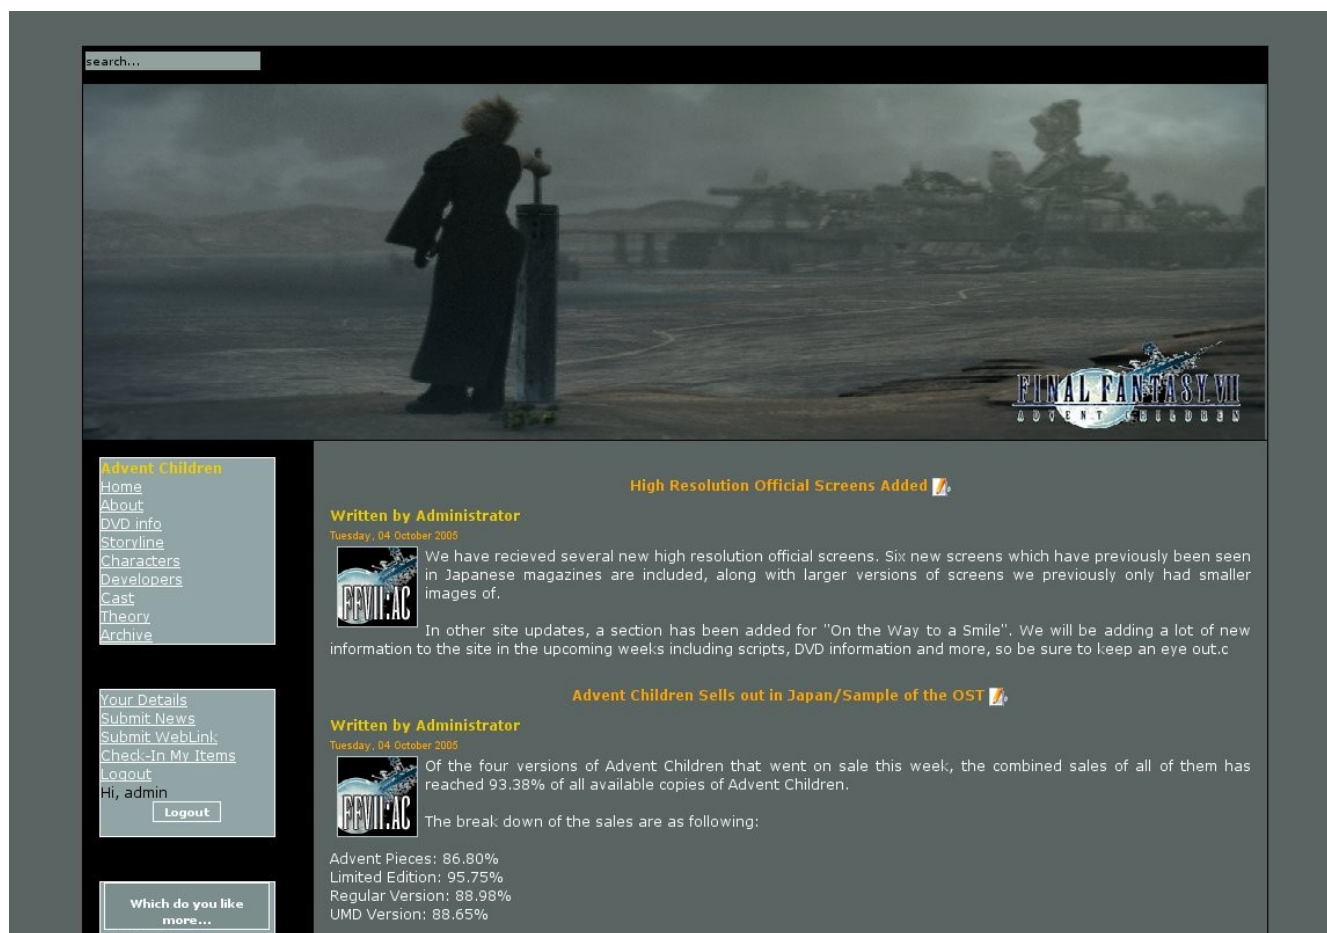 search...
FINAL FANTASY VII
ADVENT CHILDREN
Advent Children
Home
About
DVD info
Storyline
Characters
Developers
Cast
Theory
Archive
Your Details
Submit News
Submit WebLink
Check-In My Items
Logout
Hi, admin
Logout
Which do you like
more...
High Resolution Official Screens Added
Written by Administrator
Tuesday, 04 October 2005
FFVII:AC
We have recieved several new high resolution official screens. Six new screens which have previously been seen
in Japanese magazines are included, along with larger versions of screens we previously only had smaller
images of.
In other site updates, a section has been added for "On the Way to a Smile". We will be adding a lot of new
information to the site in the upcoming weeks including scripts, DVD information and more, so be sure to keep an eye out.c
Advent Children Sells out in Japan/Sample of the OST
Written by Administrator
Tuesday, 04 October 2005
FFVII:AC
Of the four versions of Advent Children that went on sale this week, the combined sales of all of them has
reached 93.38% of all available copies of Advent Children.
The break down of the sales are as following:
Advent Pieces: 86.80%
Limited Edition: 95.75%
Regular Version: 88.98%
UMD Version: 88.65%